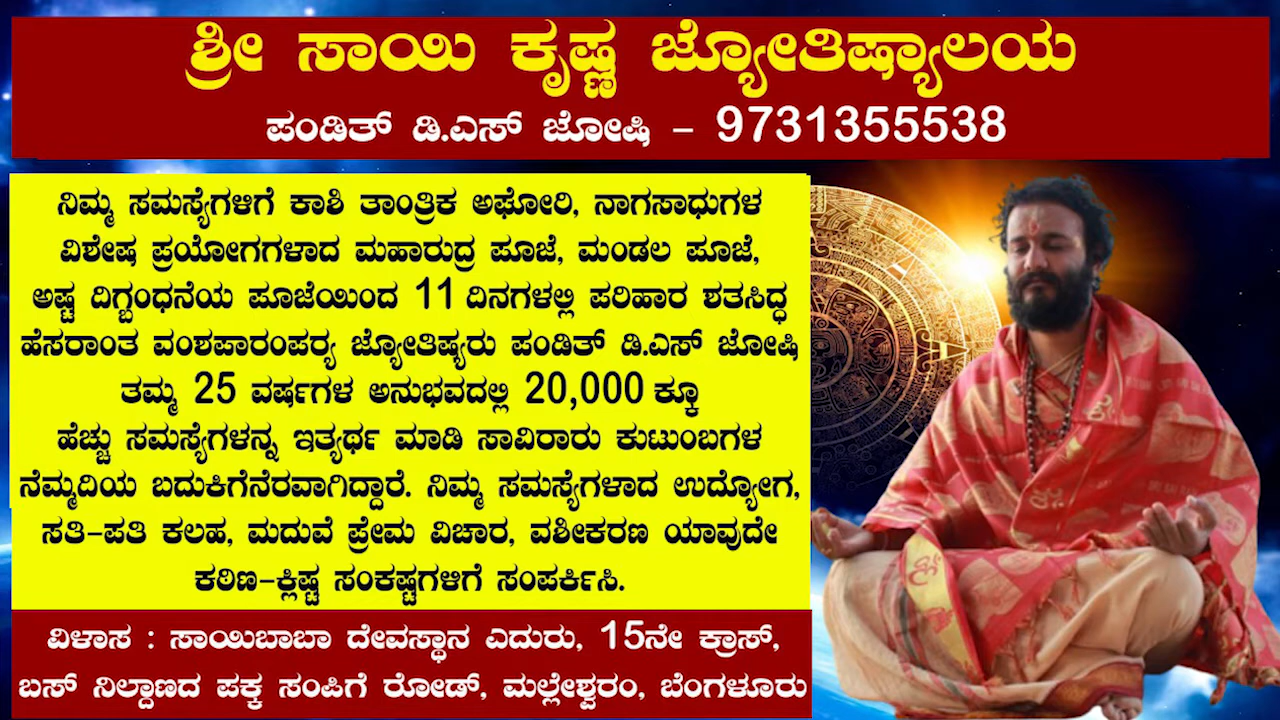 ಶ್ರೀ ಸಾಯಿ ಕೃಷ್ಣ ಜ್ಯೋತಿಷ್ಯಾಲಯ
ಪಂಡಿತ್ ಡಿ.ಎಸ್ ಜೋಷಿ – 9731355538
ನಿಮ್ಮ ಸಮಸ್ಯೆಗಳಿಗೆ ಕಾಶಿ ತಾಂತ್ರಿಕ ಅಘೋರಿ, ನಾಗಸಾಧುಗಳ
ವಿಶೇಷ ಪ್ರಯೋಗಗಳಾದ ಮಹಾರುದ್ರ ಪೂಜೆ, ಮಂಡಲ ಪೂಜೆ,
ಅಷ್ಟ ದಿಗ್ಬಂಧನೆಯ ಪೂಜೆಯಿಂದ 11 ದಿನಗಳಲ್ಲಿ ಪರಿಹಾರ ಶತಸಿದ್ಧ
ಹೆಸರಾಂತ ವಂಶಪಾರಂಪರ‍್ಯ ಜ್ಯೋತಿಷ್ಯರು ಪಂಡಿತ್ ಡಿ.ಎಸ್ ಜೋಷಿ
ತಮ್ಮ 25 ವರ್ಷಗಳ ಅನುಭವದಲ್ಲಿ 20,000 ಕ್ಕೂ
ಹೆಚ್ಚು ಸಮಸ್ಯೆಗಳನ್ನ ಇತ್ಯರ್ಥ ಮಾಡಿ ಸಾವಿರಾರು ಕುಟುಂಬಗಳ
ನೆಮ್ಮದಿಯ ಬದುಕಿಗೆನೆರವಾಗಿದ್ದಾರೆ. ನಿಮ್ಮ ಸಮಸ್ಯೆಗಳಾದ ಉದ್ಯೋಗ,
ಸತಿ-ಪತಿ ಕಲಹ, ಮದುವೆ ಪ್ರೇಮ ವಿಚಾರ, ವಶೀಕರಣ ಯಾವುದೇ
ಕಠಿಣ-ಕ್ಲಿಷ್ಟ ಸಂಕಷ್ಟಗಳಿಗೆ ಸಂಪರ್ಕಿಸಿ.
ವಿಳಾಸ : ಸಾಯಿಬಾಬಾ ದೇವಸ್ಥಾನ ಎದುರು, 15ನೇ ಕ್ರಾಸ್,
ಬಸ್ ನಿಲ್ದಾಣದ ಪಕ್ಕ ಸಂಪಿಗೆ ರೋಡ್, ಮಲ್ಲೇಶ್ವರಂ, ಬೆಂಗಳೂರು